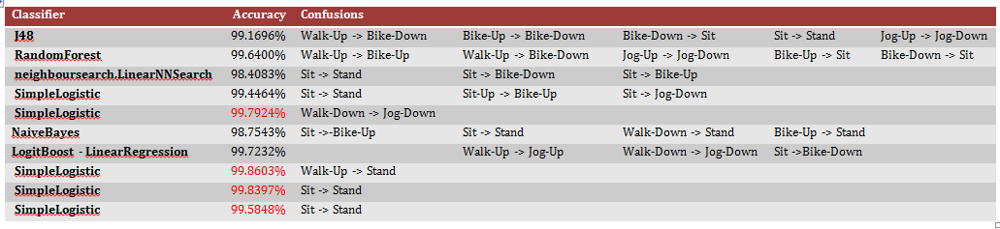 Classifier Accuracy Confusions
J48 99.1696% Walk-Up -> Bike-Down Bike-Up -> Bike-Down Bike-Down -> Sit Sit -> Stand Jog-Up -> Jog-Down
RandomForest 99.6400% Walk-Up -> Bike-Up Walk-Up -> Bike-Down Jog-Up -> Jog-Down Bike-Up -> Sit Bike-Down -> Sit
neighboursearch.LinearNNSearch 98.4083% Sit -> Stand Sit -> Bike-Down Sit -> Bike-Up
SimpleLogistic 99.4464% Sit -> Stand Sit-Up -> Bike-Up Sit -> Jog-Down
SimpleLogistic 99.7924% Walk-Down -> Jog-Down
NaiveBayes 98.7543% Sit ->-Bike-Up Sit -> Stand Walk-Down -> Stand Bike-Up -> Stand
LogitBoost - LinearRegression 99.7232% Walk-Up -> Jog-Up Walk-Down -> Jog-Down Sit ->Bike-Down
SimpleLogistic 99.8603% Walk-Up -> Stand
SimpleLogistic 99.8397% Sit -> Stand
SimpleLogistic 99.5848% Sit -> Stand